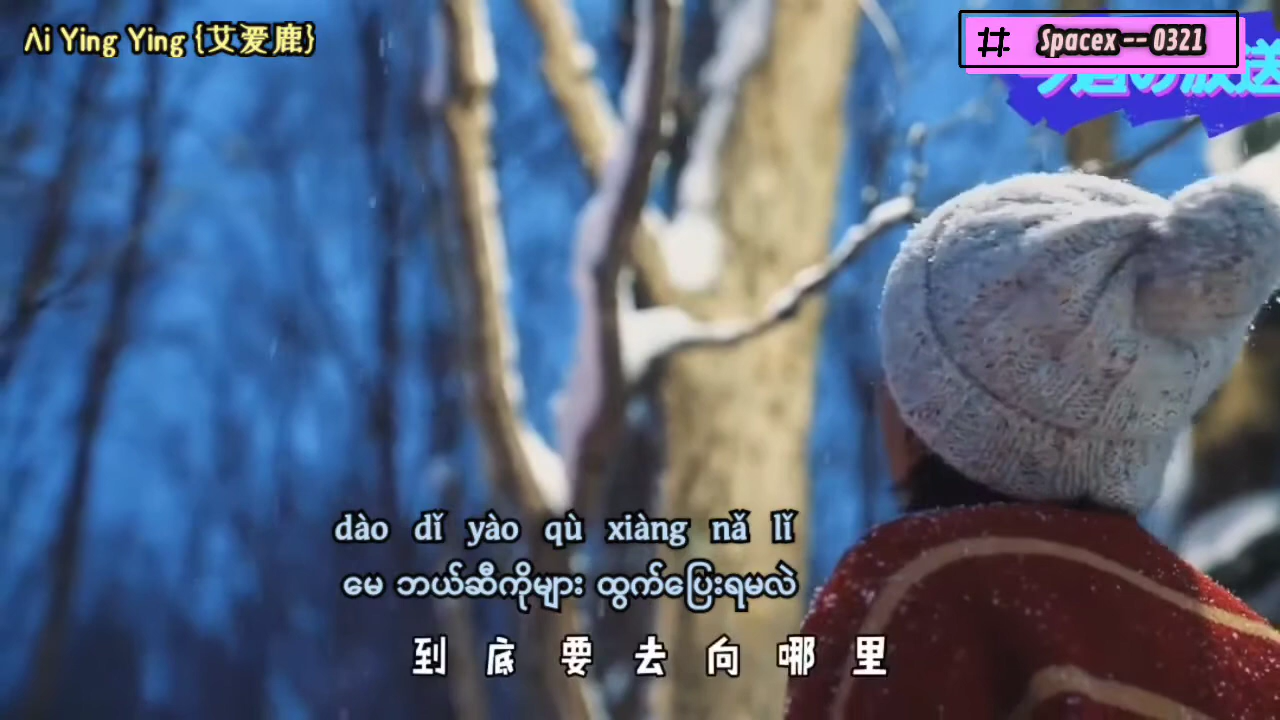 Ai Ying Ying {艾爱鹿}
# Spacex -- 0321
dào dǐ yào qù xiàng nǎ lǐ
မေ ဘယ်ဆီကိုများ ထွက်ပြေးရမလဲ
到 底 要 去 向 哪 里